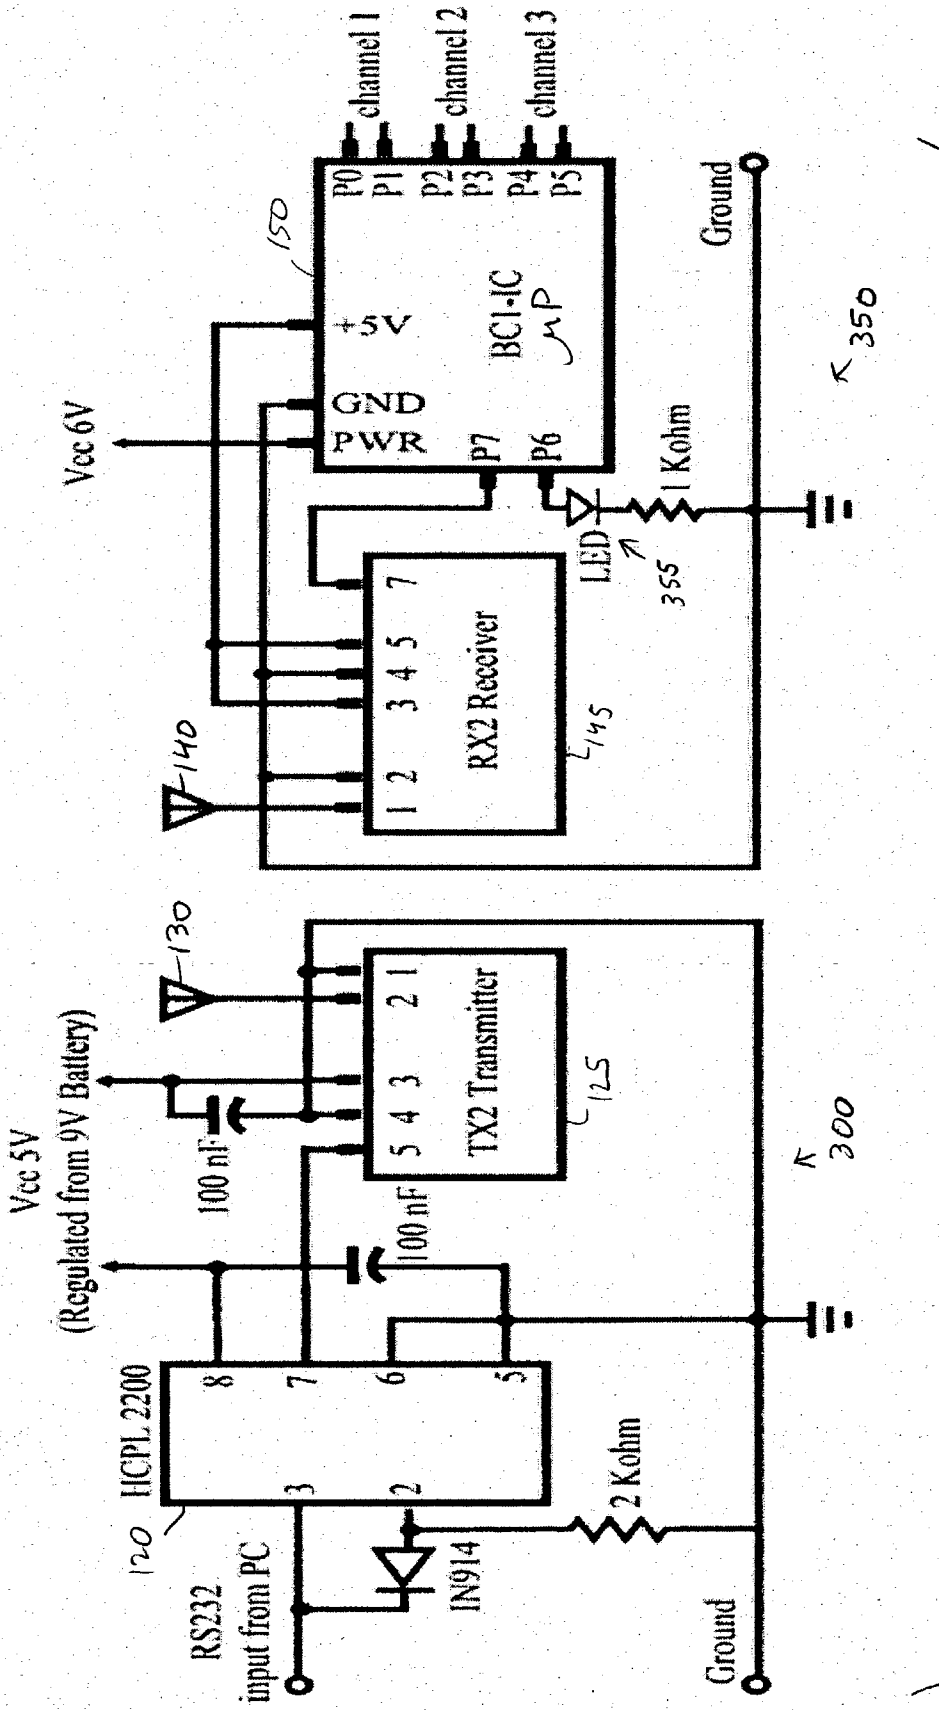 Vcc 5V
(Regulated from 9V Battery)
Vcc 6V
120
HCPL 2200
RS232
input from PC
3
2
8
7
6
5
IN914
2 Kohm
Ground
100 nF
100 nF
130
5
4
3
2
1
TX2 Transmitter
125
300
140
1
2
3
4
5
7
RX2 Receiver
145
150
PWR
GND
+5V
P7
P6
BC1-IC
µP
P0
P1
P2
P3
P4
P5
channel 1
channel 2
channel 3
LED
355
1 Kohm
Ground
350